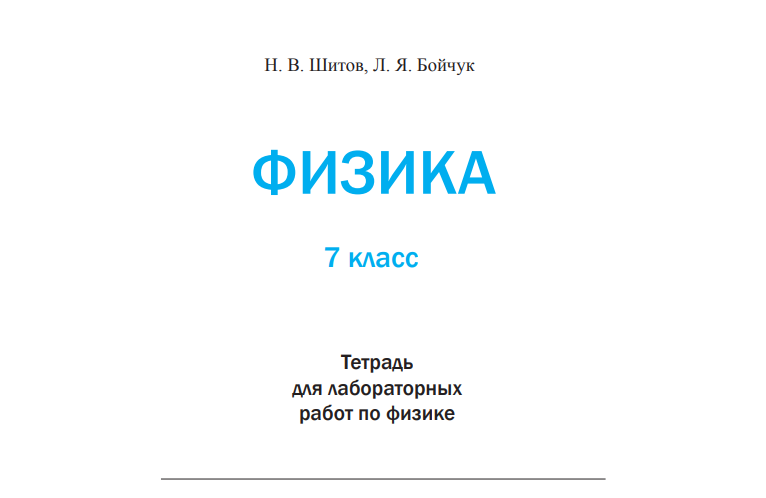 Н. В. Шитов, Л. Я. Бойчук
ФИЗИКА
7 класс
Тетрадь
для лабораторных
работ по физике